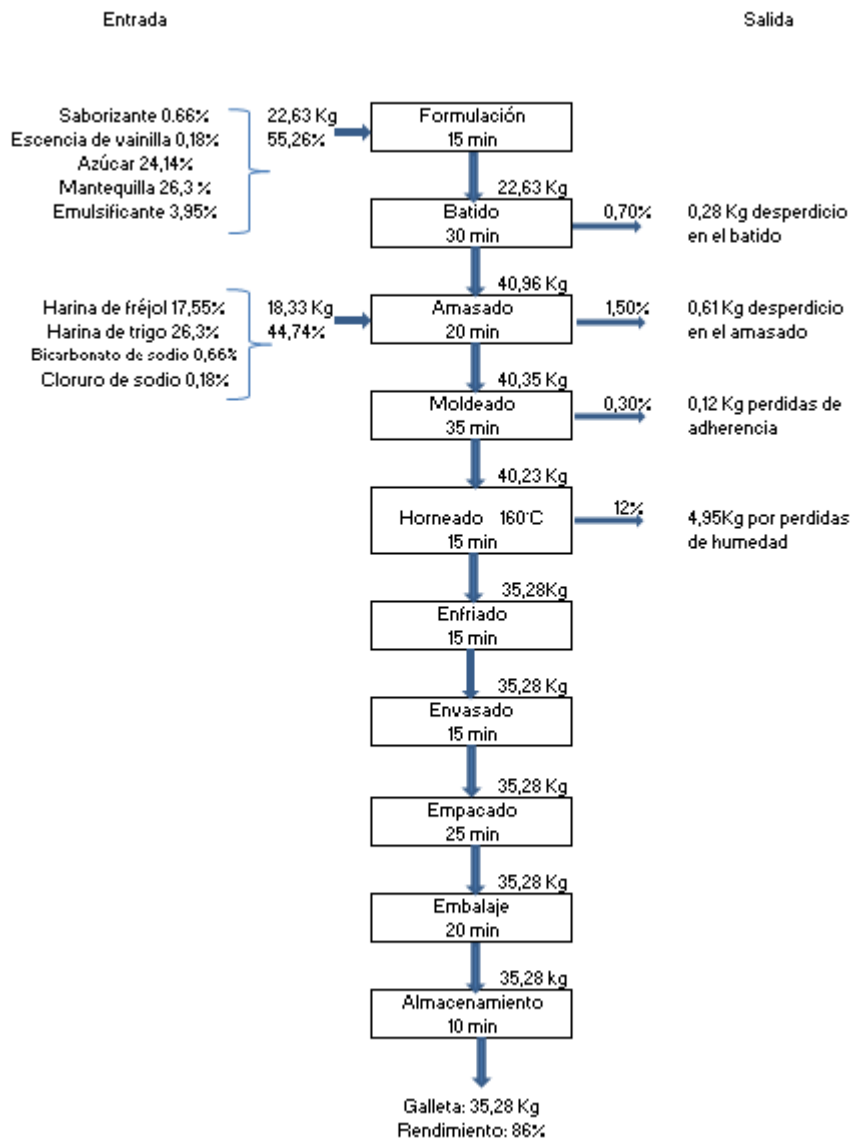 Entrada
Salida
Saborizante 0.66%
Escencia de vainilla 0,18%
Azúcar 24,14%
Mantequilla 26,3 %
Emulsificante 3,95%
22,63 Kg
55,26%
Formulación
15 min
22,63 Kg
Batido
30 min
0,70%
0,28 Kg desperdicio
en el batido
40,96 Kg
Harina de fréjol 17,55%
Harina de trigo 26,3%
Bicarbonato de sodio 0,66%
Cloruro de sodio 0,18%
18,33 Kg
44,74%
Amasado
20 min
1,50%
0,61 Kg desperdicio
en el amasado
40,35 Kg
Moldeado
35 min
0,30%
0,12 Kg perdidas de
adherencia
40,23 Kg
Horneado 160°C
15 min
12%
4,95Kg por perdidas
de humedad
35,28Kg
Enfriado
15 min
35,28 Kg
Envasado
15 min
35,28 Kg
Empacado
25 min
35,28 Kg
Embalaje
20 min
35,28 kg
Almacenamiento
10 min
Galleta: 35,28 Kg
Rendimiento: 86%